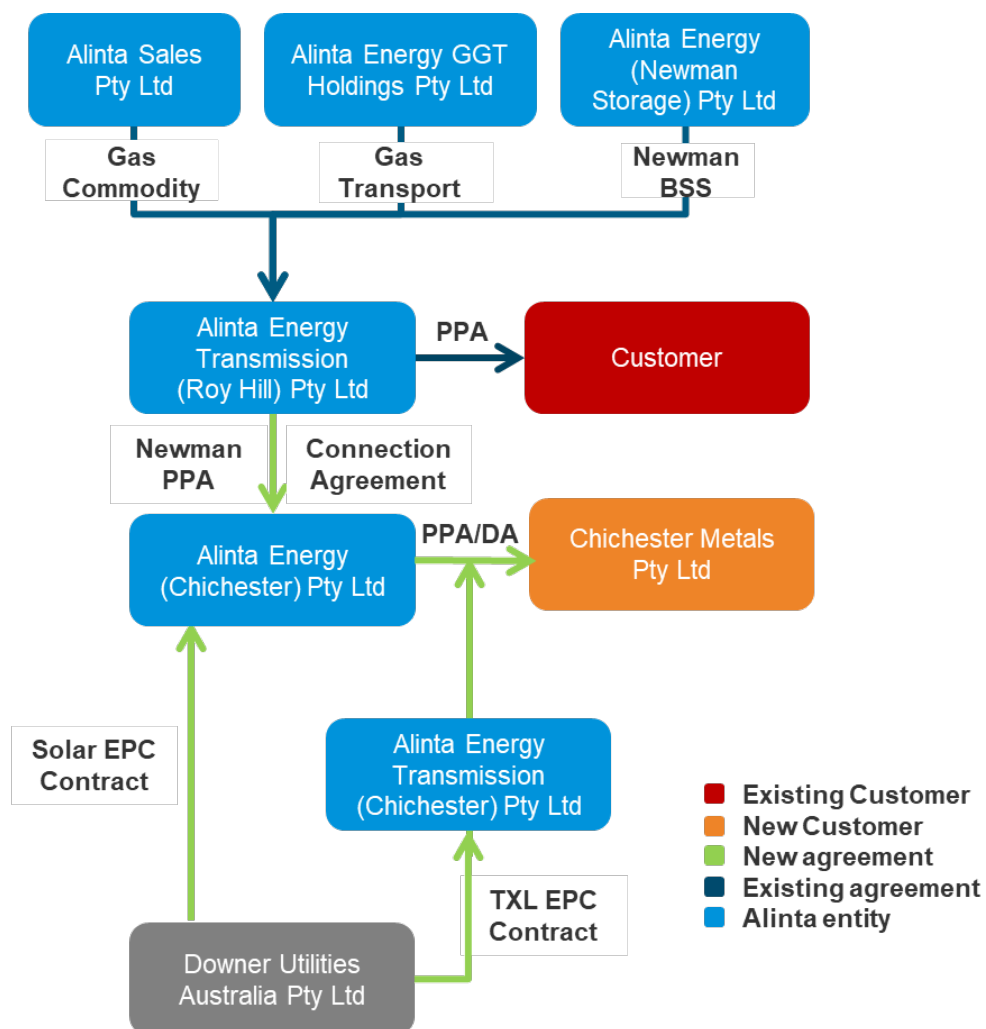 Alinta Sales
Pty Ltd
Alinta Energy GGT
Holdings Pty Ltd
Alinta Energy
(Newman
Storage) Pty Ltd
Gas
Commodity
Gas
Transport
Newman
BSS
Alinta Energy
Transmission
(Roy Hill) Pty Ltd
PPA
Customer
Newman
PPA
Connection
Agreement
Alinta Energy
(Chichester) Pty Ltd
PPA/DA
Chichester Metals
Pty Ltd
Solar EPC
Contract
Alinta Energy
Transmission
(Chichester) Pty Ltd
TXL EPC
Contract
Downer Utilities
Australia Pty Ltd
Existing Customer
New Customer
New agreement
Existing agreement
Alinta entity